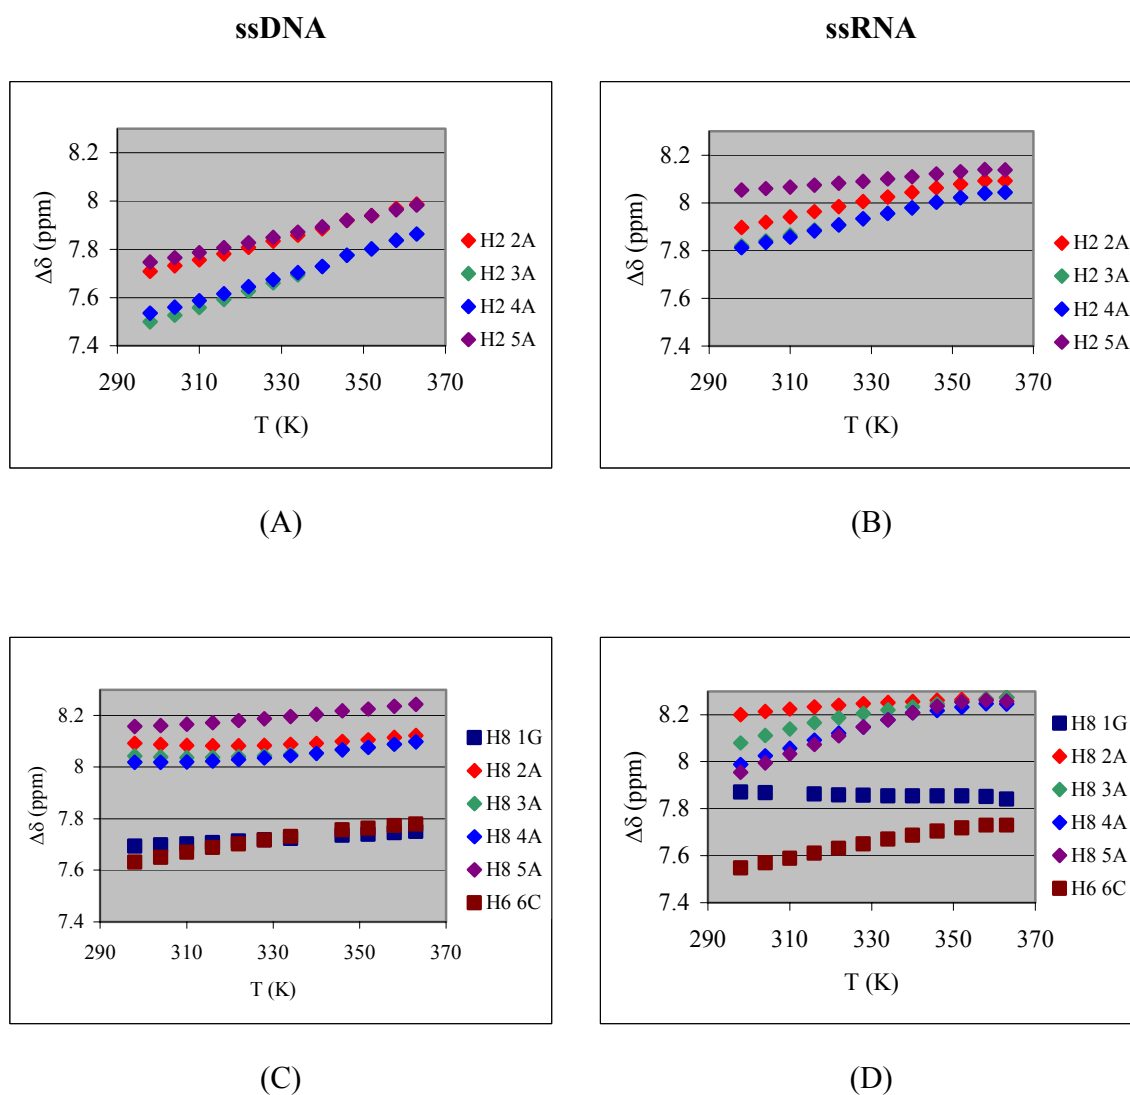 ssDNA
ssRNA
8.2
8
7.8
7.6
7.4
290
310
330
350
370
Δδ (ppm)
T (K)
H2 2A
H2 3A
H2 4A
H2 5A
(A)
8.2
8
7.8
7.6
7.4
290
310
330
350
370
Δδ (ppm)
T (K)
H2 2A
H2 3A
H2 4A
H2 5A
(B)
8.2
8
7.8
7.6
7.4
290
310
330
350
370
Δδ (ppm)
T (K)
H8 1G
H8 2A
H8 3A
H8 4A
H8 5A
H6 6C
(C)
8.2
8
7.8
7.6
7.4
290
310
330
350
370
Δδ (ppm)
T (K)
H8 1G
H8 2A
H8 3A
H8 4A
H8 5A
H6 6C
(D)